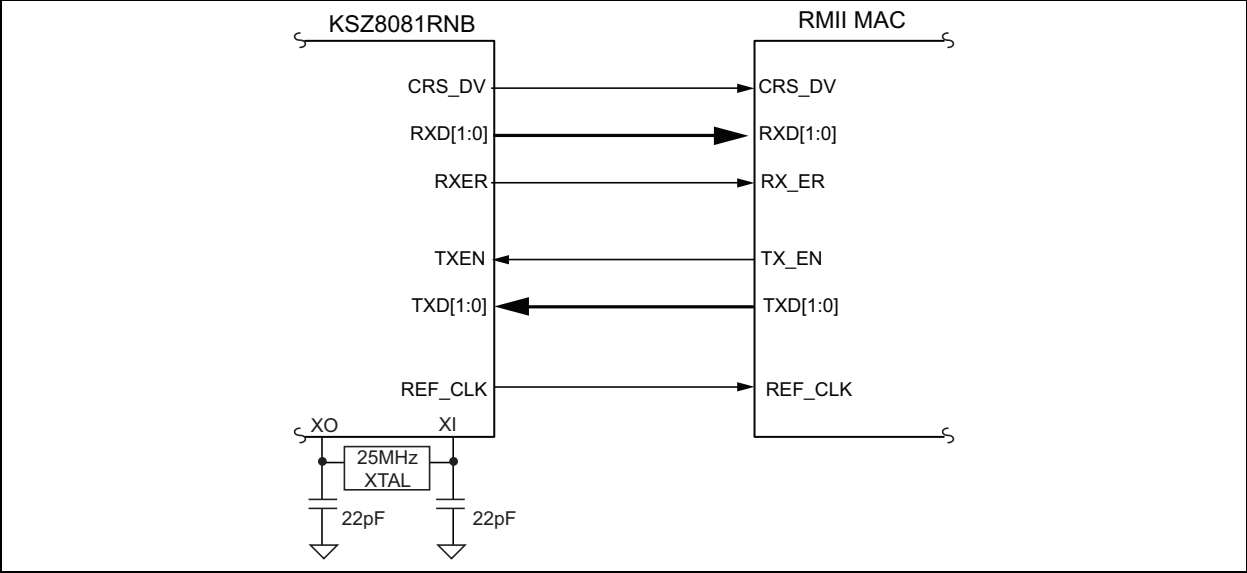 KSZ8081RNB
RMII MAC
CRS_DV
CRS_DV
RXD[1:0]
RXD[1:0]
RXER
RX_ER
TXEN
TX_EN
TXD[1:0]
TXD[1:0]
REF_CLK
REF_CLK
XO
XI
25MHz
XTAL
22pF
22pF